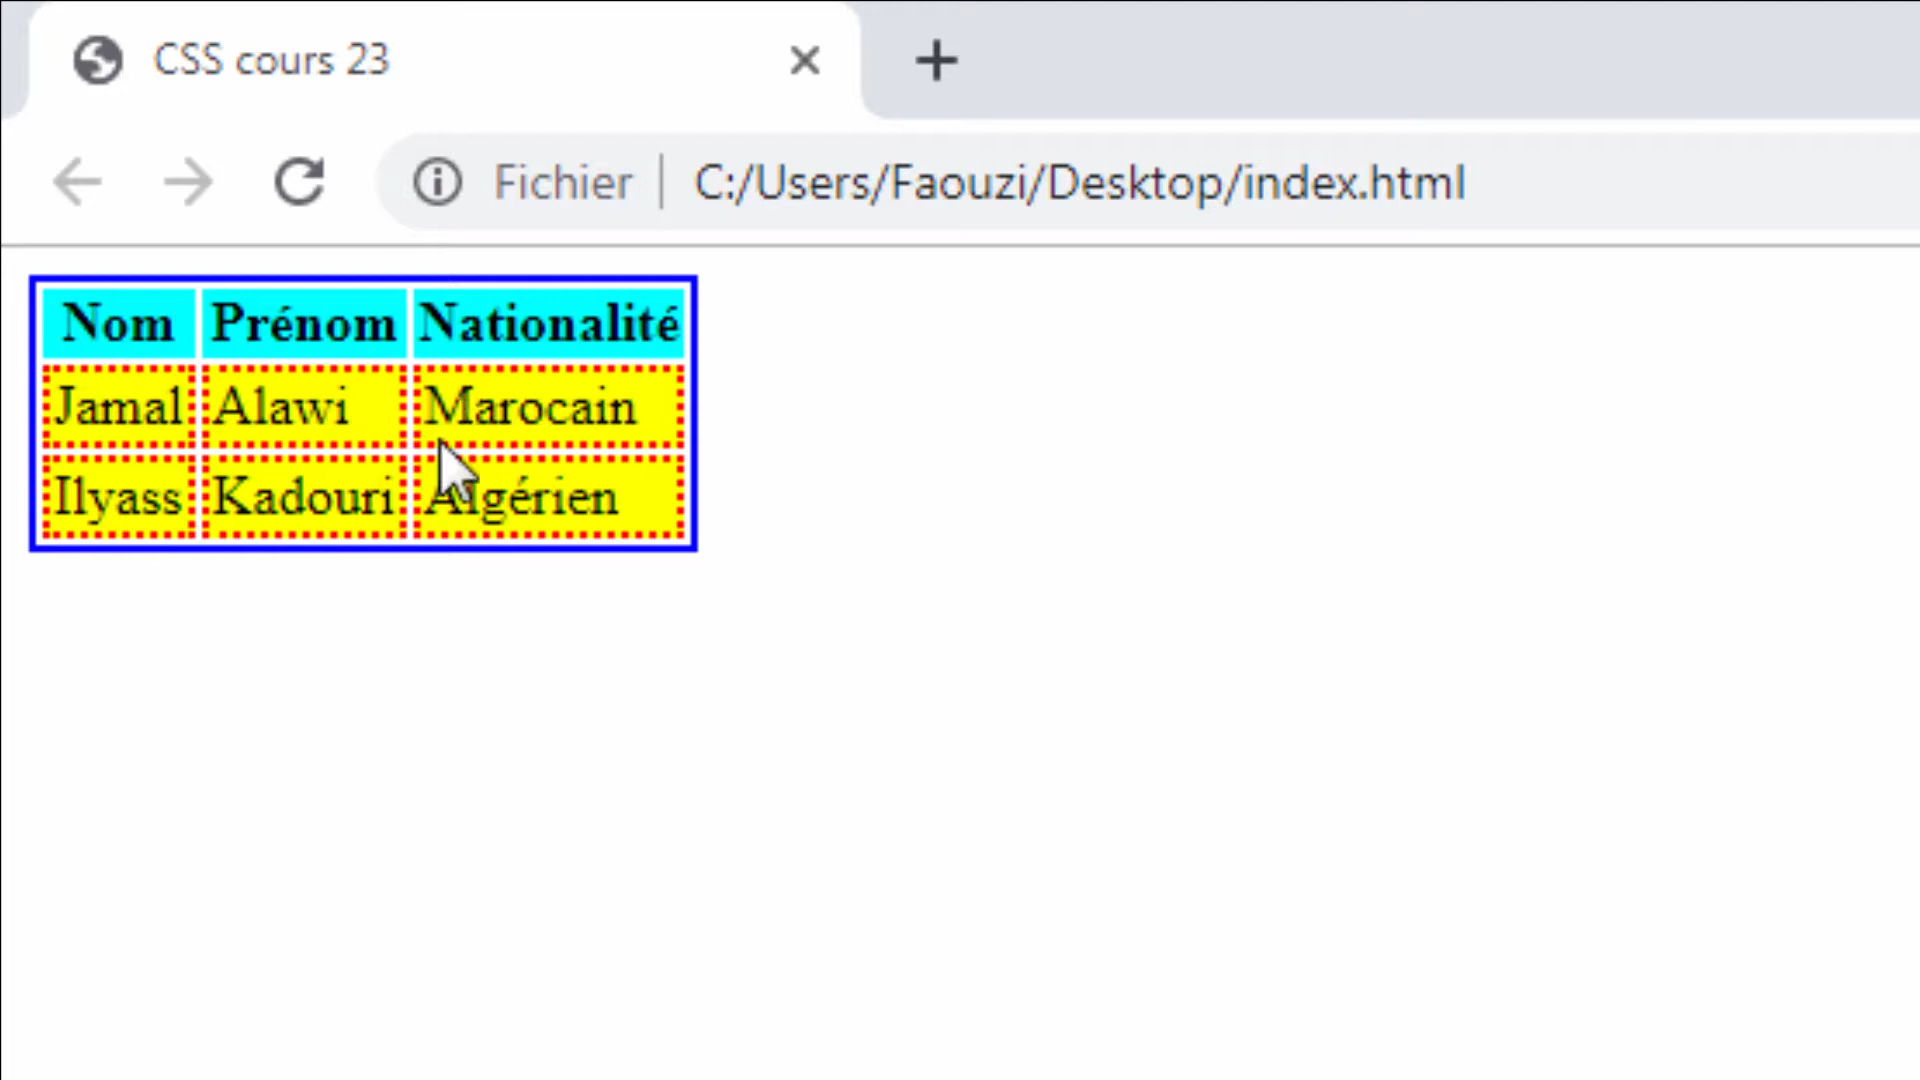 CSS cours 23
Fichier C:/Users/Faouzi/Desktop/index.html
Nom Prénom Nationalité
Jamal Alawi Marocain
Ilyass Kadouri Algérien